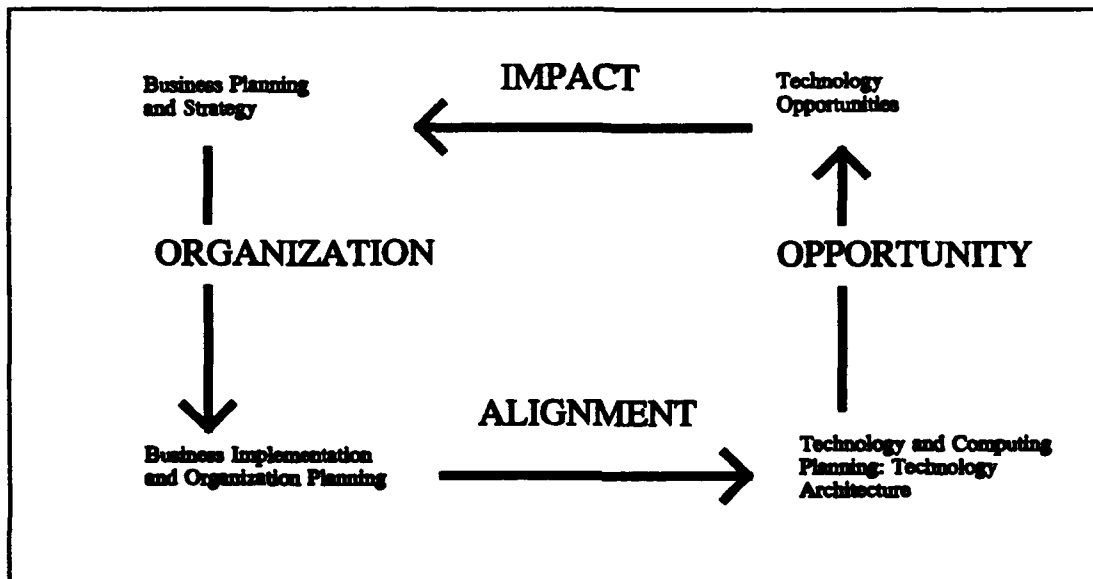 IMPACT
Business Planning
and Strategy
Technology
Opportunities
ORGANIZATION
OPPORTUNITY
ALIGNMENT
Business Implementation
and Organization Planning
Technology and Computing
Planning: Technology
Architecture